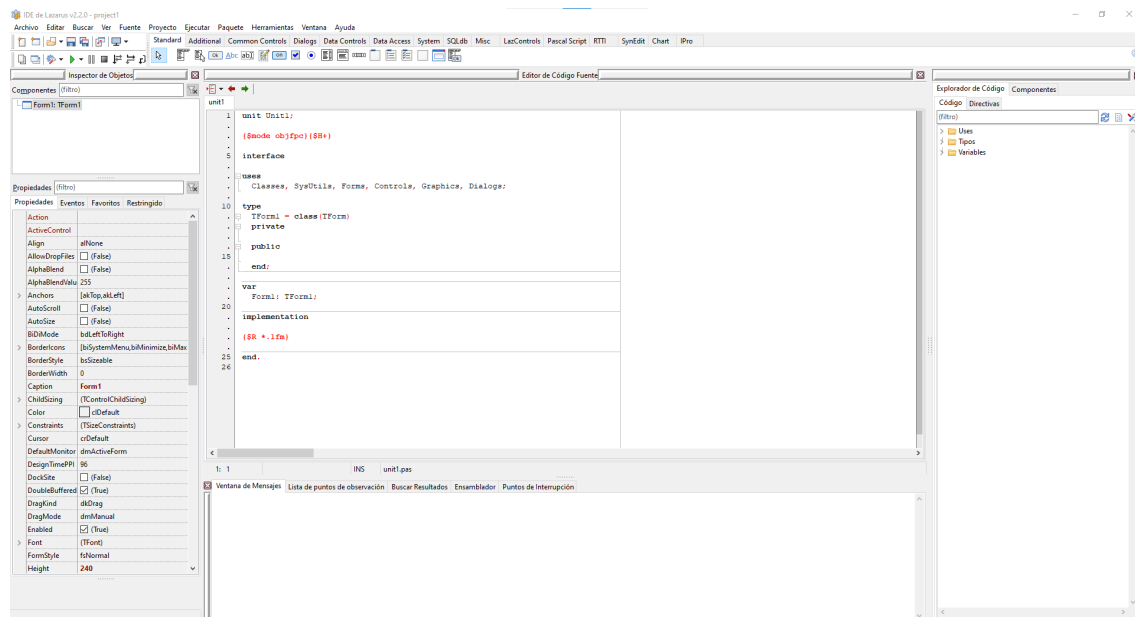 IDE de Lazarus v2.2.0 - project1
Archivo Editar Buscar Ver Fuente Proyecto Ejecutar Paquete Herramientas Ventana Ayuda
Standard Additional Common Controls Dialogs Data Controls Data Access System SQLdb Misc LazControls Pascal Script RTTI SynEdit Chart IPro
OK Abc abI ON
Inspector de Objetos
Componentes (filtro)
Form1: TForm1
Propiedades (filtro)
Propiedades Eventos Favoritos Restringido
Action
ActiveControl
Align alNone
AllowDropFiles (False)
AlphaBlend (False)
AlphaBlendValu 255
Anchors [akTop,akLeft]
AutoScroll (False)
AutoSize (False)
BiDiMode bdLeftToRight
BorderIcons [biSystemMenu,biMinimize,biMax
BorderStyle bsSizeable
BorderWidth 0
Caption Form1
ChildSizing (TControlChildSizing)
Color clDefault
Constraints (TSizeConstraints)
Cursor crDefault
DefaultMonitor dmActiveForm
DesignTimePPI 96
DockSite (False)
DoubleBuffered (True)
DragKind dkDrag
DragMode dmManual
Enabled (True)
Font (TFont)
FormStyle fsNormal
Height 240
Editor de Código Fuente
unit1
1 unit Unit1;
{$mode objfpc}{$H+}
5 interface
uses
Classes, SysUtils, Forms, Controls, Graphics, Dialogs;
10 type
TForm1 = class(TForm)
private
public
15
end;
var
Form1: TForm1;
20
implementation
{$R *.lfm}
25 end.
26
1: 1 INS unit1.pas
Ventana de Mensajes Lista de puntos de observación Buscar Resultados Ensamblador Puntos de Interrupción
Explorador de Código Componentes
Código Directivas
(filtro)
Uses
Tipos
Variables